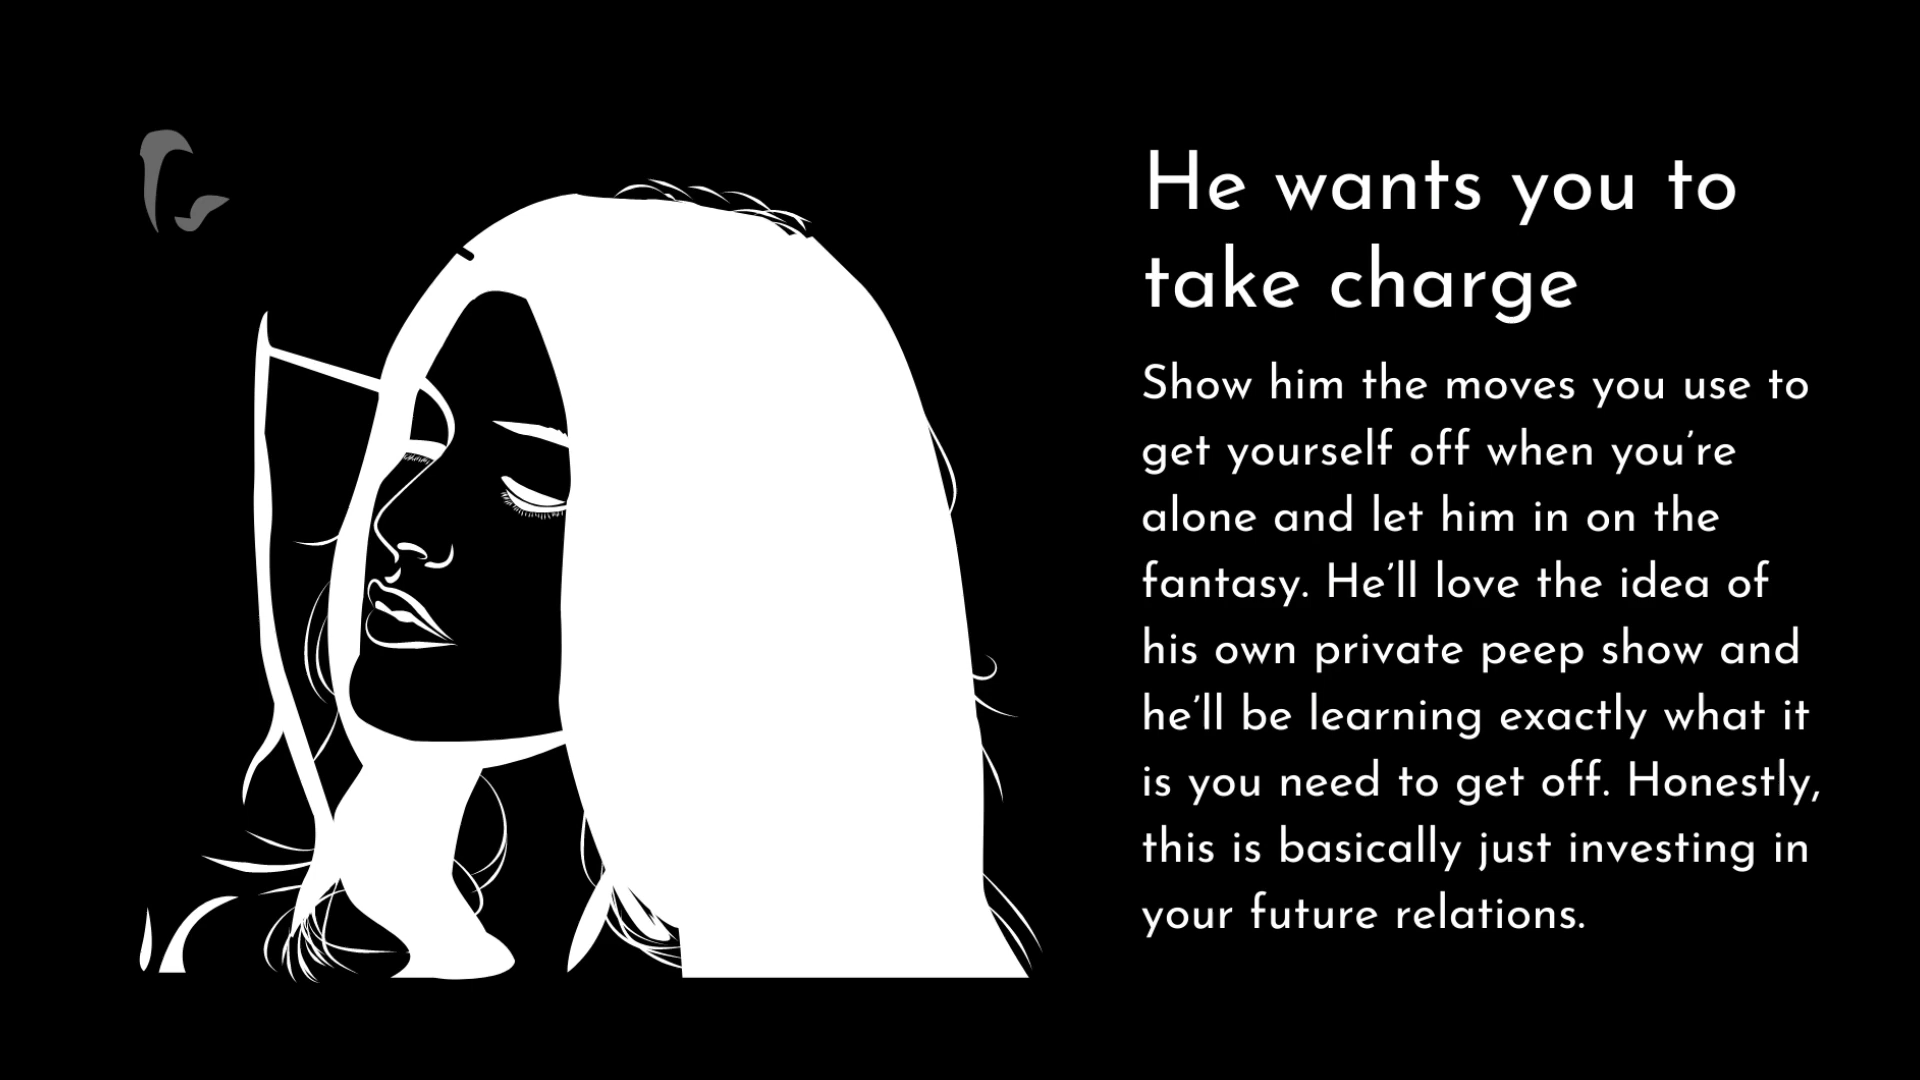 He wants you to
take charge
Show him the moves you use to
get yourself off when you’re
alone and let him in on the
fantasy. He’ll love the idea of
his own private peep show and
he’ll be learning exactly what it
is you need to get off. Honestly,
this is basically just investing in
your future relations.